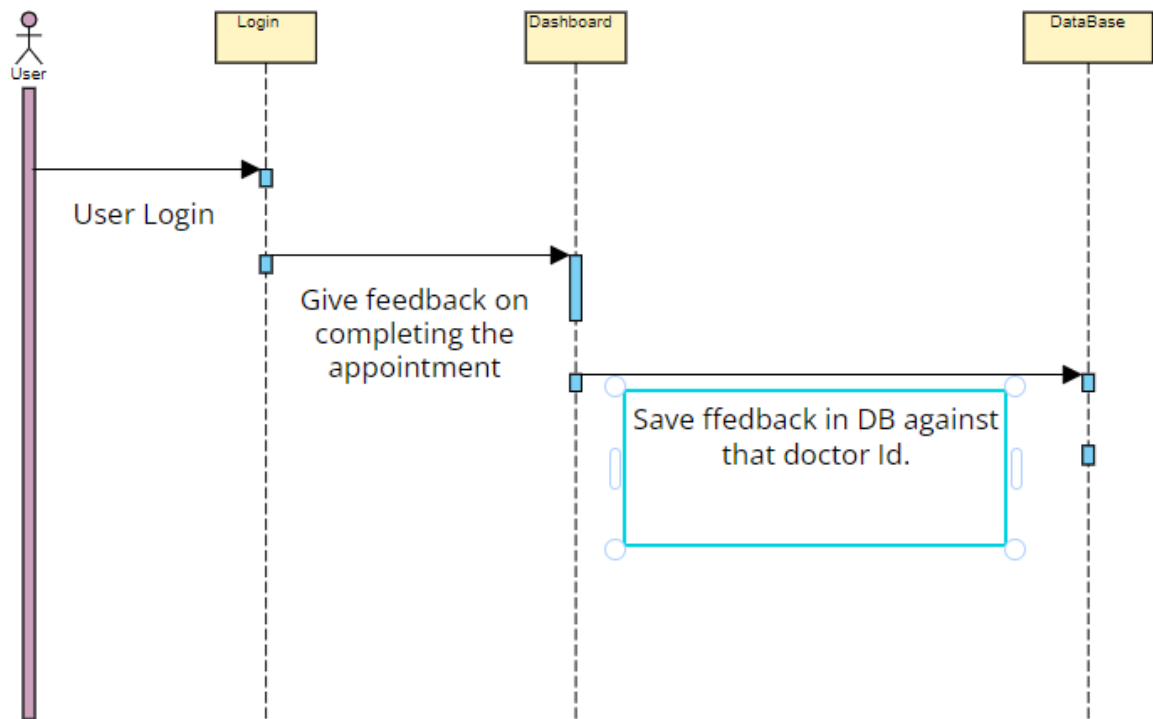 Login
Dashboard
DataBase
User
User Login
Give feedback on
completing the
appointment
Save ffedback in DB against
that doctor Id.